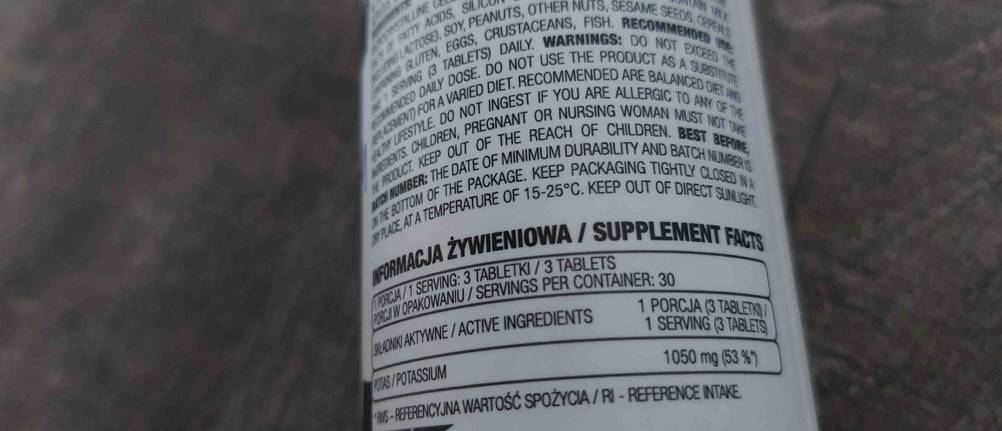 OF FATTY ACIDS, SILICON
LACTOSE), SOY, PEANUTS, OTHER NUTS, SESAME SEEDS, CEREALS
GLUTEN, EGGS, CRUSTACEANS, FISH. RECOMMENDED USE:
SERVING (3 TABLETS) DAILY. WARNINGS: DO NOT EXCEED THE
RECOMMENDED DAILY DOSE. DO NOT USE THE PRODUCT AS A SUBSTITUTE
(REPLACEMENT) FOR A VARIED DIET. RECOMMENDED ARE BALANCED DIET AND
HEALTHY LIFESTYLE. DO NOT INGEST IF YOU ARE ALLERGIC TO ANY OF THE
INGREDIENTS. CHILDREN, PREGNANT OR NURSING WOMAN MUST NOT TAKE
THE PRODUCT. KEEP OUT OF THE REACH OF CHILDREN. BEST BEFORE,
BATCH NUMBER: THE DATE OF MINIMUM DURABILITY AND BATCH NUMBER IS
ON THE BOTTOM OF THE PACKAGE. KEEP PACKAGING TIGHTLY CLOSED IN A
DRY PLACE, AT A TEMPERATURE OF 15-25°C. KEEP OUT OF DIRECT SUNLIGHT.
INFORMACJA ŻYWIENIOWA / SUPPLEMENT FACTS
1 PORCJA / 1 SERVING: 3 TABLETKI / 3 TABLETS
PORCJI W OPAKOWANIU / SERVINGS PER CONTAINER: 30
SKŁADNIKI AKTYWNE / ACTIVE INGREDIENTS
1 PORCJA (3 TABLETKI) /
1 SERVING (3 TABLETS)
POTAS / POTASSIUM
1050 mg (53 %*)
*RWS - REFERENCYJNA WARTOŚĆ SPOŻYCIA / RI - REFERENCE INTAKE.